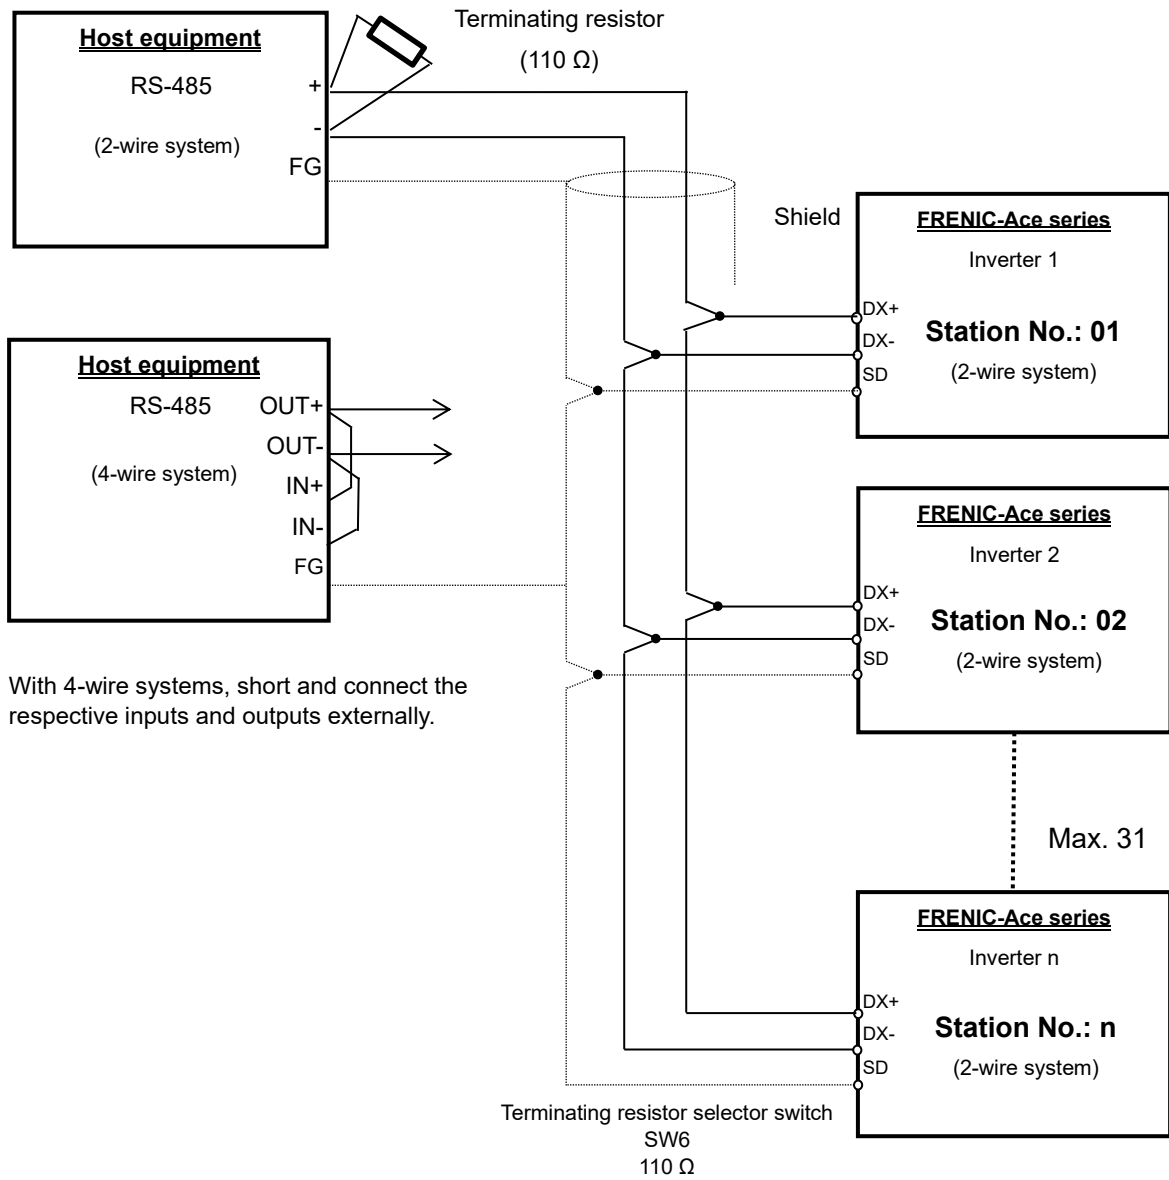 Host equipment
RS-485
(2-wire system)
+
-
FG
Terminating resistor
(110 Ω)
Shield
FRENIC-Ace series
Inverter 1
Station No.: 01
(2-wire system)
DX+
DX-
SD
Host equipment
RS-485
(4-wire system)
OUT+
OUT-
IN+
IN-
FG
With 4-wire systems, short and connect the
respective inputs and outputs externally.
FRENIC-Ace series
Inverter 2
Station No.: 02
(2-wire system)
DX+
DX-
SD
Max. 31
FRENIC-Ace series
Inverter n
Station No.: n
(2-wire system)
DX+
DX-
SD
Terminating resistor selector switch
SW6
110 Ω